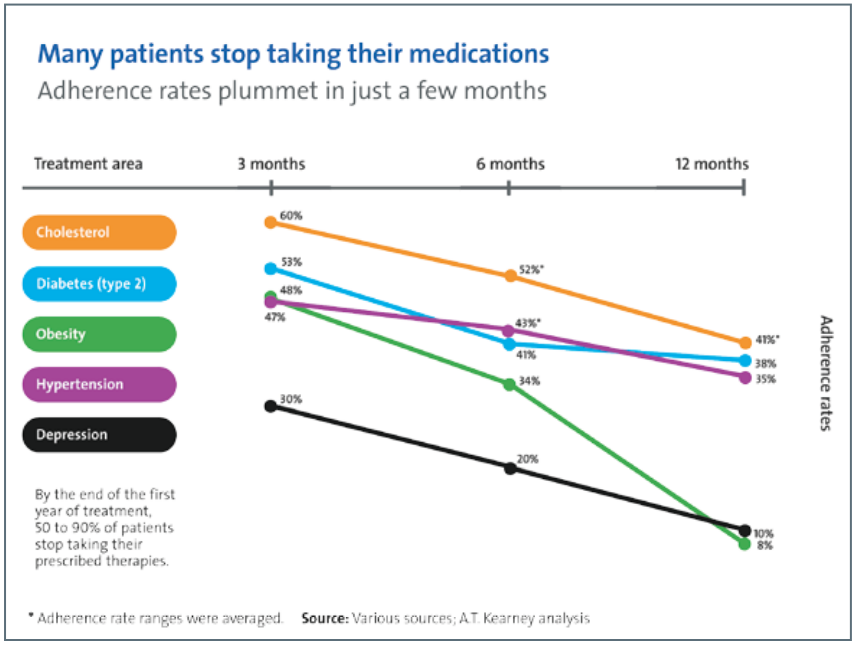 Many patients stop taking their medications
Adherence rates plummet in just a few months
Treatment area
3 months
6 months
12 months
Cholesterol
Diabetes (type 2)
Obesity
Hypertension
Depression
60%
52%*
41%*
53%
41%
38%
48%
34%
8%
47%
43%*
35%
30%
20%
10%
Adherence rates
By the end of the first
year of treatment,
50 to 90% of patients
stop taking their
prescribed therapies.
* Adherence rate ranges were averaged. Source: Various sources; A.T. Kearney analysis